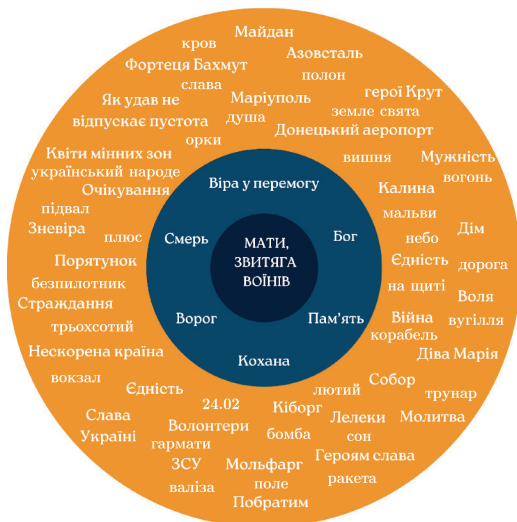 Майдан
кров
Азовсталь
Фортеця Бахмут
полон
слава
герої Крут
Як удав не
Маріуполь
земле свята
відпускає пустота
душа
Донецький аеропорт
орки
Квіти мінних зон
вишня
Мужність
український народе
вогонь
Очікування
Віра у перемогу
Калина
підвал
мальви
Зневіра
плюс
Смерь
МАТИ,
ЗВИТЯГА
ВОЇНІВ
Бог
небо
Дім
Порятунок
Єдність
дорога
безпилотник
на щиті
Страждання
Воля
трьохсотий
Ворог
Пам’ять
Війна
вугілля
корабель
Нескорена країна
Кохана
Діва Марія
вокзал
Єдність
лютий
Собор
трунар
24.02
Кіборг
Слава
Україні
Волонтери
Лелеки
Молитва
гармати
бомба
сон
ЗСУ
Мольфарг
Героям слава
валіза
поле
ракета
Побратим